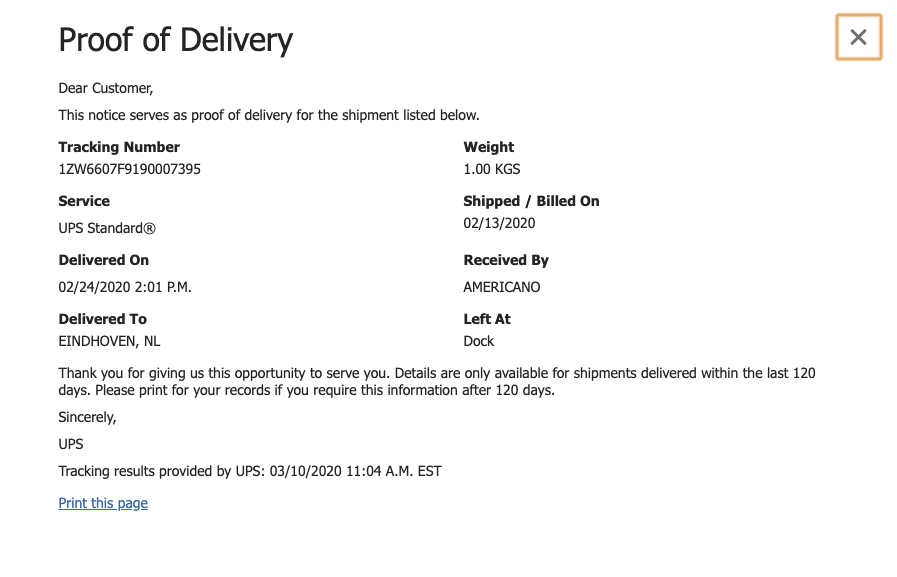 Proof of Delivery
Dear Customer,
This notice serves as proof of delivery for the shipment listed below.
Tracking Number
1ZW6607F9190007395
Weight
1.00 KGS
Service
UPS Standard®
Shipped / Billed On
02/13/2020
Delivered On
02/24/2020 2:01 P.M.
Received By
AMERICANO
Delivered To
EINDHOVEN, NL
Left At
Dock
Thank you for giving us this opportunity to serve you. Details are only available for shipments delivered within the last 120
days. Please print for your records if you require this information after 120 days.
Sincerely,
UPS
Tracking results provided by UPS: 03/10/2020 11:04 A.M. EST
Print this page